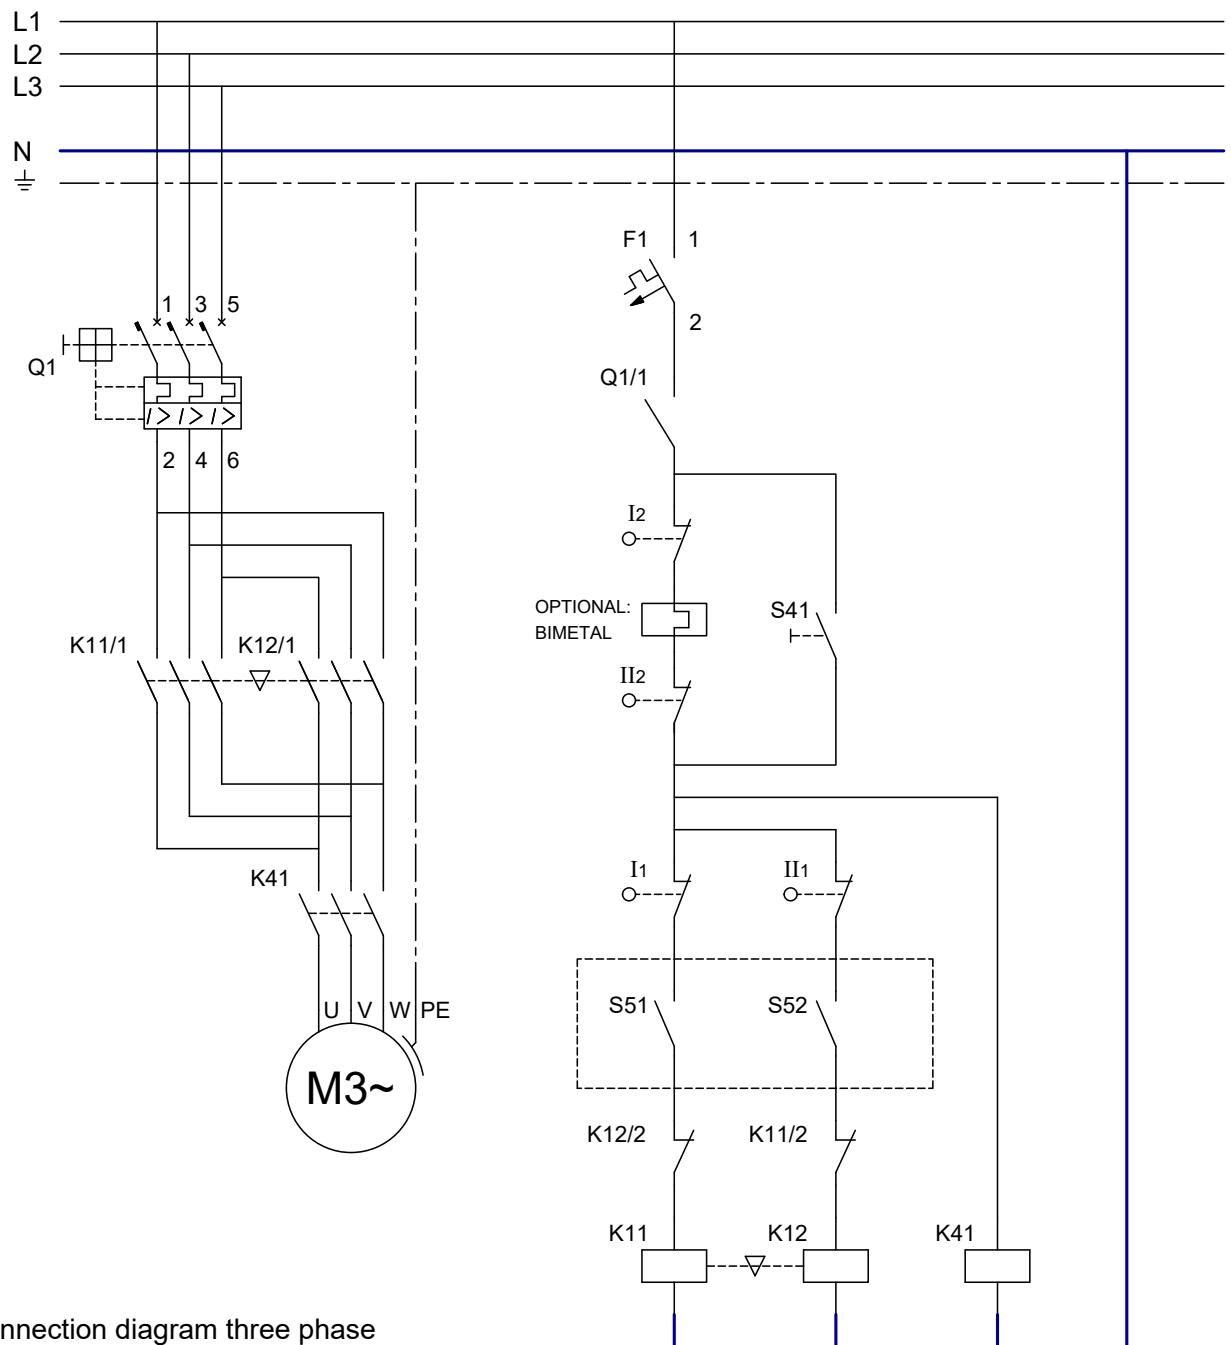 L1
L2
L3
N
F1 1
2
1 3 5
Q1
Q1/1
2 4 6
I2
OPTIONAL:
BIMETAL
S41
K11/1 K12/1
II2
K41
I1 II1
U V W PE
S51 S52
M3~
K12/2 K11/2
K11 K12 K41
nnection diagram three phase